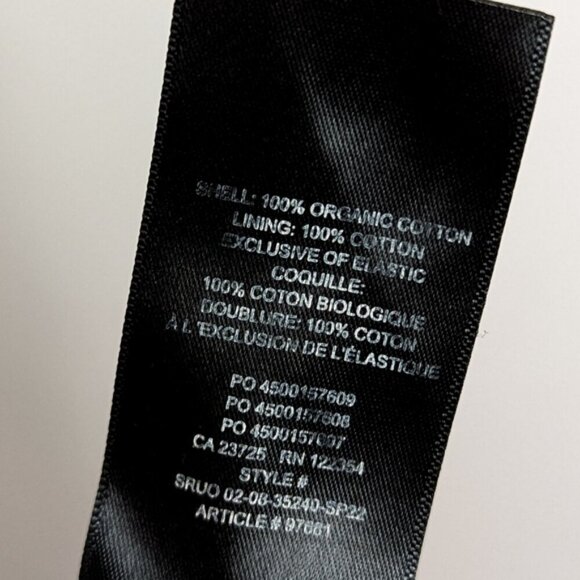 SHELL: 100% ORGANIC COTTON
LINING: 100% COTTON
EXCLUSIVE OF ELASTIC
COQUILLE:
100% COTON BIOLOGIQUE
DOUBLURE: 100% COTON
À L'EXCLUSION DE L'ÉLASTIQUE
PO 4500157609
PO 4500157608
PO 4500157607
CA 23725 RN 122354
STYLE #
SRUO 02-08-35240-SP22
ARTICLE # 97661